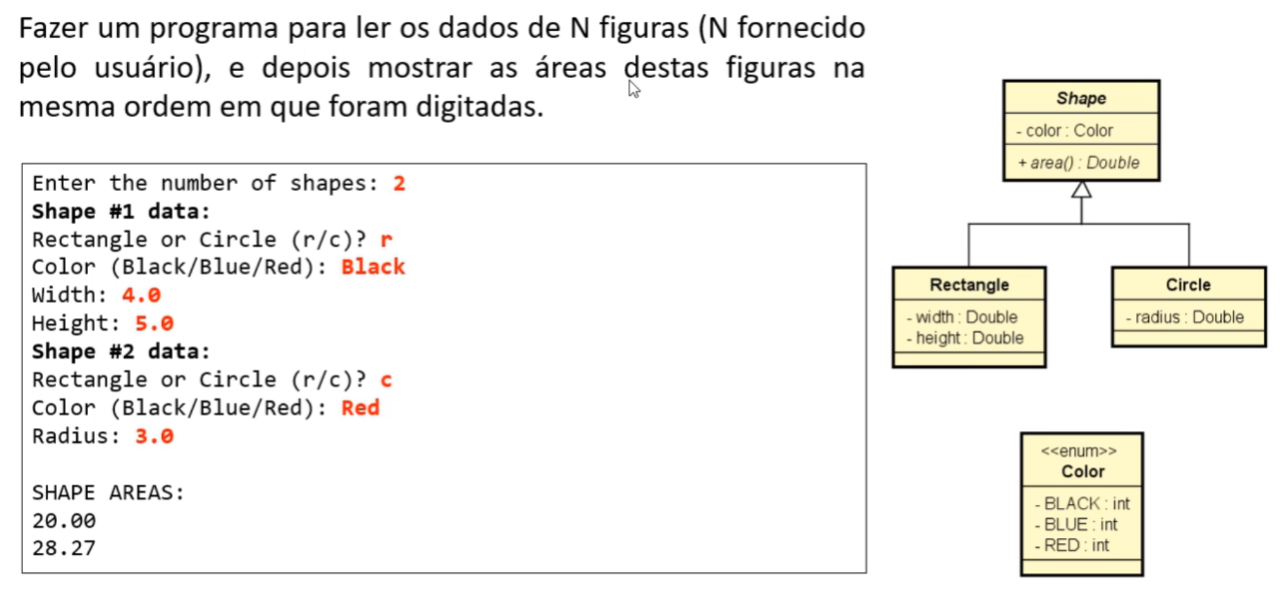 Fazer um programa para ler os dados de N figuras (N fornecido
pelo usuário), e depois mostrar as áreas destas figuras na
mesma ordem em que foram digitadas.
Enter the number of shapes: 2
Shape #1 data:
Rectangle or Circle (r/c)? r
Color (Black/Blue/Red): Black
Width: 4.0
Height: 5.0
Shape #2 data:
Rectangle or Circle (r/c)? c
Color (Black/Blue/Red): Red
Radius: 3.0
SHAPE AREAS:
20.00
28.27
Shape
- color : Color
+ area() : Double
Rectangle
- width : Double
- height : Double
Circle
- radius : Double
<<enum>>
Color
- BLACK : int
- BLUE : int
- RED : int